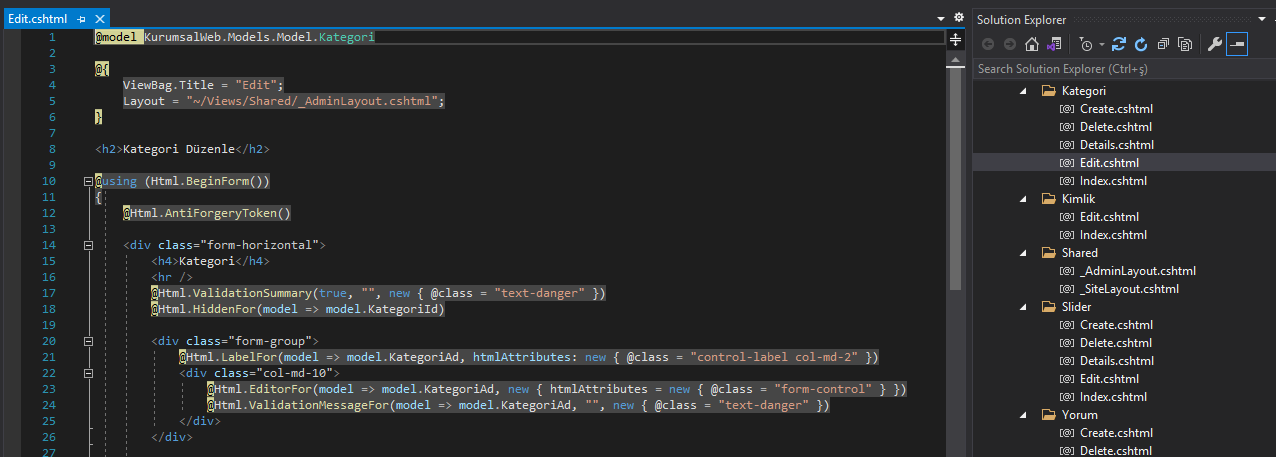 Edit.cshtml
1 @model KurumsalWeb.Models.Model.Kategori
2
3 @{
4 ViewBag.Title = "Edit";
5 Layout = "~/Views/Shared/_AdminLayout.cshtml";
6 }
7
8 <h2>Kategori Düzenle</h2>
9
10 @using (Html.BeginForm())
11 {
12 @Html.AntiForgeryToken()
13
14 <div class="form-horizontal">
15 <h4>Kategori</h4>
16 <hr />
17 @Html.ValidationSummary(true, "", new { @class = "text-danger" })
18 @Html.HiddenFor(model => model.KategoriId)
19
20 <div class="form-group">
21 @Html.LabelFor(model => model.KategoriAd, htmlAttributes: new { @class = "control-label col-md-2" })
22 <div class="col-md-10">
23 @Html.EditorFor(model => model.KategoriAd, new { htmlAttributes = new { @class = "form-control" } })
24 @Html.ValidationMessageFor(model => model.KategoriAd, "", new { @class = "text-danger" })
25 </div>
26 </div>
27
Solution Explorer
Search Solution Explorer (Ctrl+ş)
Kategori
[@] Create.cshtml
[@] Delete.cshtml
[@] Details.cshtml
[@] Edit.cshtml
[@] Index.cshtml
Kimlik
[@] Edit.cshtml
[@] Index.cshtml
Shared
[@] _AdminLayout.cshtml
[@] _SiteLayout.cshtml
Slider
[@] Create.cshtml
[@] Delete.cshtml
[@] Details.cshtml
[@] Edit.cshtml
[@] Index.cshtml
Yorum
[@] Create.cshtml
[@] Delete.cshtml